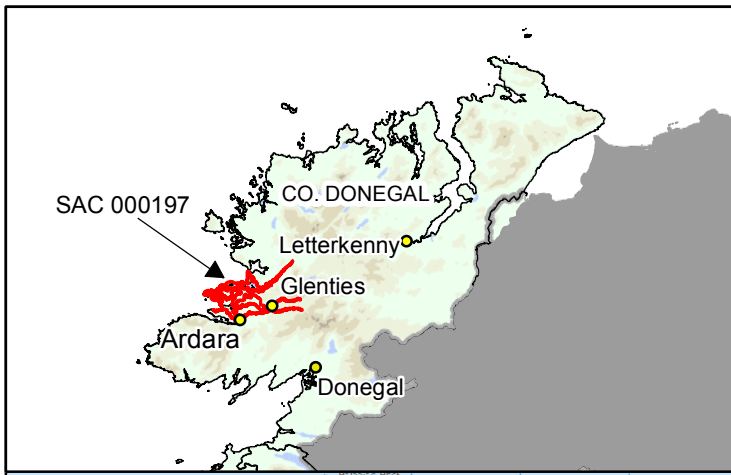 CO. DONEGAL
SAC 000197
Letterkenny
Glenties
Ardara
Donegal